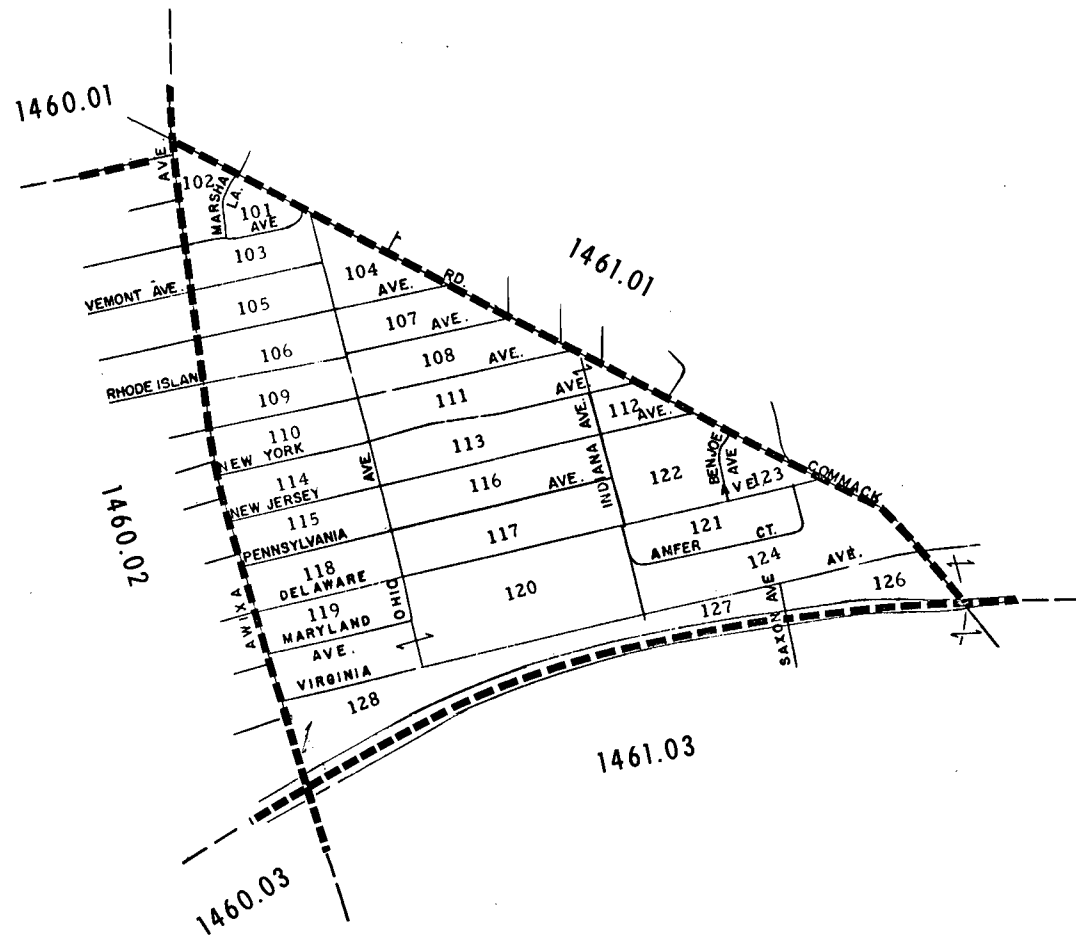 1460.01
AVE.
102
MARSHA
LA.
101
AVE
103
1461.01
104
AVE.
RD.
VEMONT AVE.
105
107 AVE.
106
108 AVE.
RHODE ISLAN
109
111
AVE.
112
AVE.
110
NEW YORK
113
AVE.
INDIANA AVE.
BENJOE
AVE
122
VE.
123
COMMACK
114
NEW JERSEY
116
AVE.
115
PENNSYLVANIA
117
121
ANFER CT.
1460.02
118
DELAWARE
124
AVE.
126
119
MARYLAND
OHIO
120
127
SAXON AVE
AWIXA
AVE.
VIRGINIA
128
1461.03
1460.03